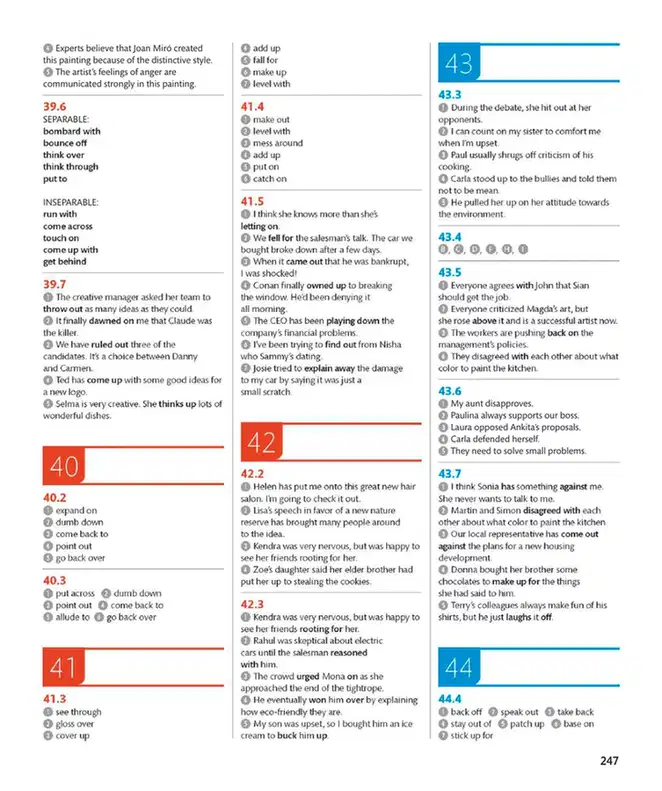 4 Experts believe that Joan Miró created
this painting because of the distinctive style.
5 The artist's feelings of anger are
communicated strongly in this painting.
39.6
SEPARABLE:
bombard with
bounce off
think over
think through
put to
INSEPARABLE:
run with
come across
touch on
come up with
get behind
39.7
1 The creative manager asked her team to
throw out as many ideas as they could.
2 It finally dawned on me that Claude was
the killer.
3 We have ruled out three of the
candidates. It's a choice between Danny
and Carmen.
4 Ted has come up with some good ideas for
a new logo.
5 Selma is very creative. She thinks up lots of
wonderful dishes.
40
40.2
1 expand on
2 dumb down
3 come back to
4 point out
5 go back over
40.3
1 put across 2 dumb down
3 point out 4 come back to
5 allude to 6 go back over
41
41.3
1 see through
2 gloss over
3 cover up
4 add up
5 fall for
6 make up
7 level with
41.4
1 make out
2 level with
3 mess around
4 add up
5 put on
6 catch on
41.5
1 I think she knows more than she's
letting on.
2 We fell for the salesman's talk. The car we
bought broke down after a few days.
3 When it came out that he was bankrupt,
I was shocked!
4 Conan finally owned up to breaking
the window. He'd been denying it
all morning.
5 The CEO has been playing down the
company's financial problems.
6 I've been trying to find out from Nisha
who Sammy's dating.
7 Josie tried to explain away the damage
to my car by saying it was just a
small scratch.
42
42.2
1 Helen has put me onto this great new hair
salon. I'm going to check it out.
2 Lisa's speech in favor of a new nature
reserve has brought many people around
to the idea.
3 Kendra was very nervous, but was happy to
see her friends rooting for her.
4 Zoe's daughter said her elder brother had
put her up to stealing the cookies.
42.3
1 Kendra was very nervous, but was happy to
see her friends rooting for her.
2 Rahul was skeptical about electric
cars until the salesman reasoned
with him.
3 The crowd urged Mona on as she
approached the end of the tightrope.
4 He eventually won him over by explaining
how eco-friendly they are.
5 My son was upset, so I bought him an ice
cream to buck him up.
43
43.3
1 During the debate, she hit out at her
opponents.
2 I can count on my sister to comfort me
when I'm upset.
3 Paul usually shrugs off criticism of his
cooking.
4 Carla stood up to the bullies and told them
not to be mean.
5 He pulled her up on her attitude towards
the environment.
43.4
B, C, D, F, H, I
43.5
1 Everyone agrees with John that Sian
should get the job.
2 Everyone criticized Magda's art, but
she rose above it and is a successful artist now.
3 The workers are pushing back on the
management's policies.
4 They disagreed with each other about what
color to paint the kitchen.
43.6
1 My aunt disapproves.
2 Paulina always supports our boss.
3 Laura opposed Ankita's proposals.
4 Carla defended herself.
5 They need to solve small problems.
43.7
1 I think Sonia has something against me.
She never wants to talk to me.
2 Martin and Simon disagreed with each
other about what color to paint the kitchen
3 Our local representative has come out
against the plans for a new housing
development.
4 Donna bought her brother some
chocolates to make up for the things
she had said to him.
5 Terry's colleagues always make fun of his
shirts, but he just laughs it off.
44
44.4
1 back off 2 speak out 3 take back
4 stay out of 5 patch up 6 base on
7 stick up for
247